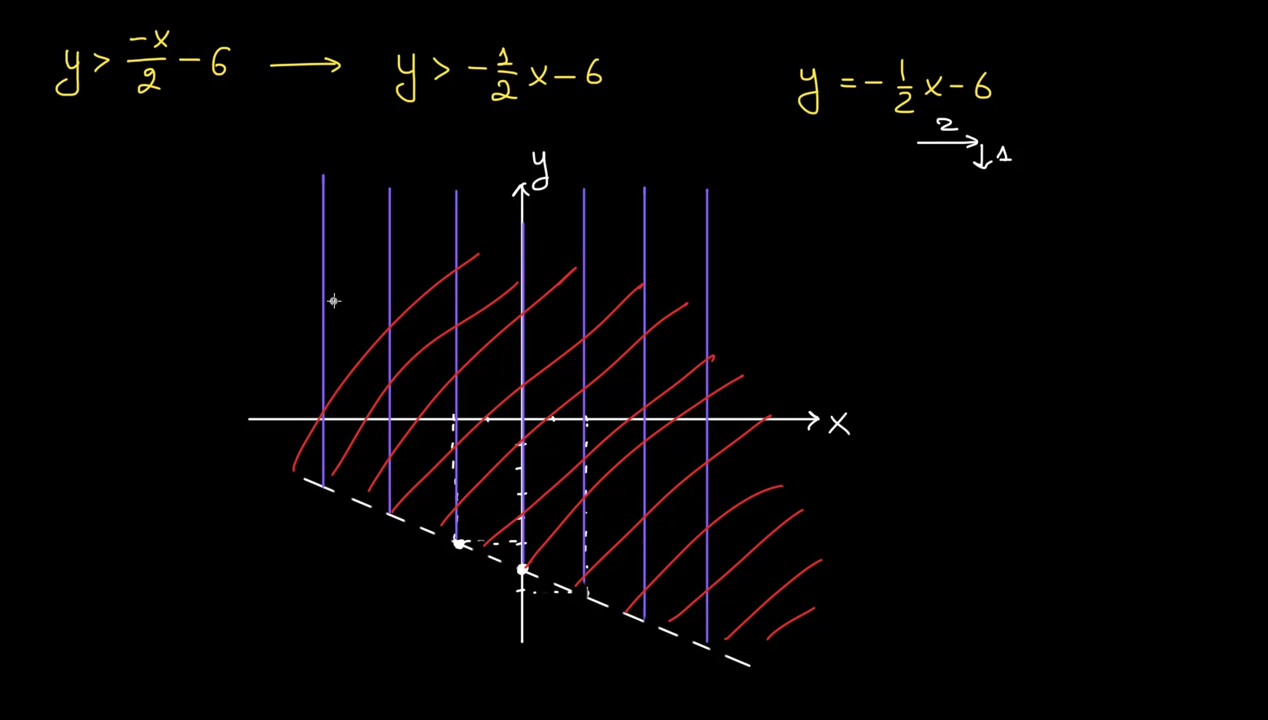 y > -x/2 - 6 → y > -1/2 x - 6
y = -1/2 x - 6
2
↓ 1
y
x